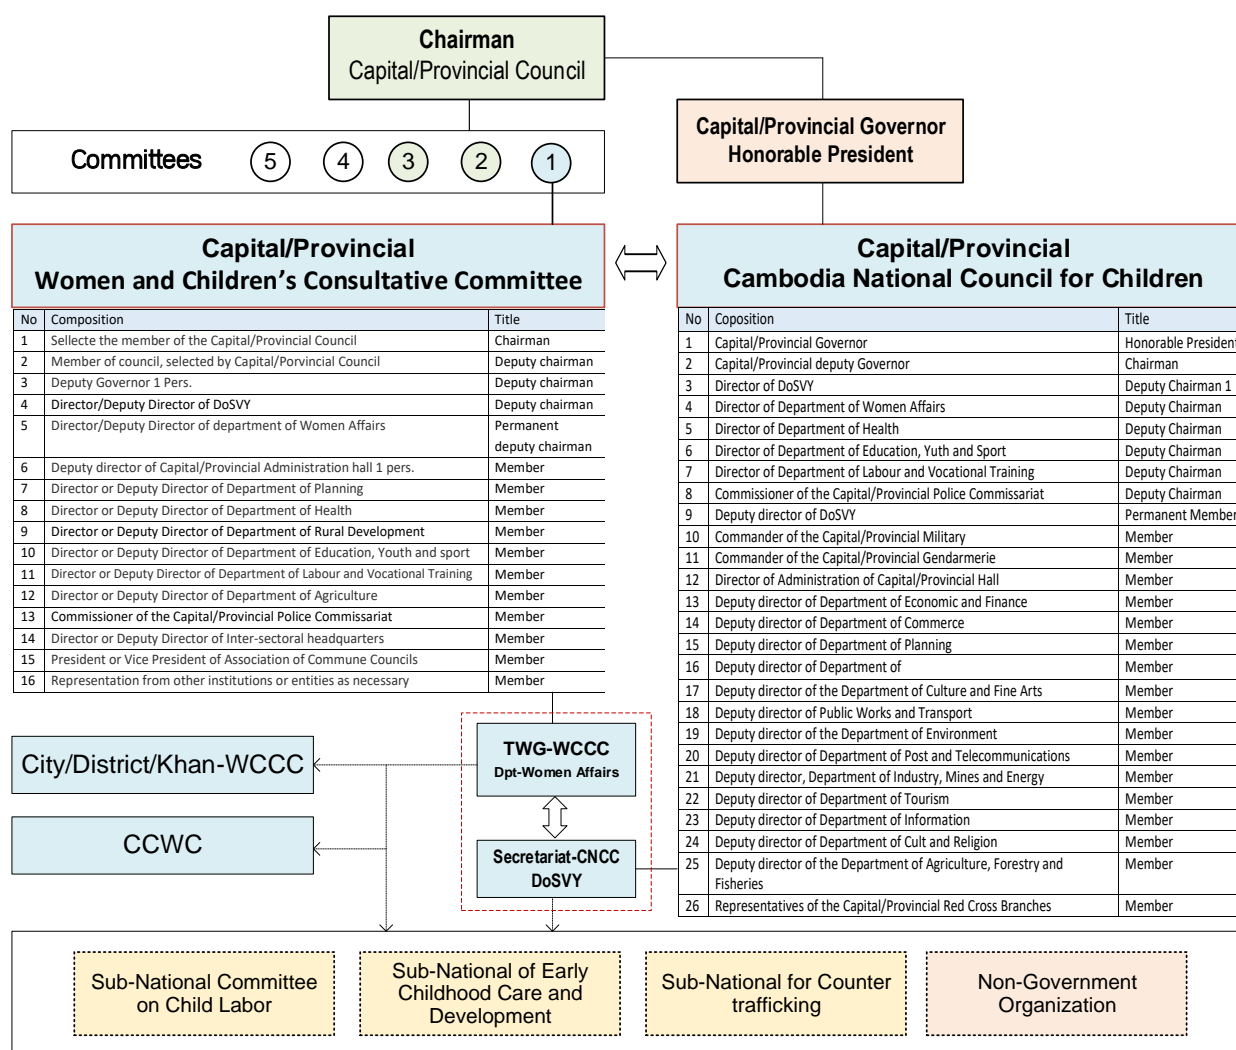 Chairman
Capital/Provincial Council
Capital/Provincial Governor
Honorable President
Committees 5 4 3 2 1
Capital/Provincial
Women and Children's Consultative Committee
No Composition Title
1 Sellecte the member of the Capital/Provincial Council Chairman
2 Member of council, selected by Capital/Porvincial Council Deputy chairman
3 Deputy Governor 1 Pers. Deputy chairman
4 Director/Deputy Director of DoSVY Deputy chairman
5 Director/Deputy Director of department of Women Affairs Permanent
deputy chairman
6 Deputy director of Capital/Provincial Administration hall 1 pers. Member
7 Director or Deputy Director of Department of Planning Member
8 Director or Deputy Director of Department of Health Member
9 Director or Deputy Director of Department of Rural Development Member
10 Director or Deputy Director of Department of Education, Youth and sport Member
11 Director or Deputy Director of Department of Labour and Vocational Training Member
12 Director or Deputy Director of Department of Agriculture Member
13 Commissioner of the Capital/Provincial Police Commissariat Member
14 Director or Deputy Director of Inter-sectoral headquarters Member
15 President or Vice President of Association of Commune Councils Member
16 Representation from other institutions or entities as necessary Member
Capital/Provincial
Cambodia National Council for Children
No Coposition Title
1 Capital/Provincial Governor Honorable President
2 Capital/Provincial deputy Governor Chairman
3 Director of DoSVY Deputy Chairman 1
4 Director of Department of Women Affairs Deputy Chairman
5 Director of Department of Health Deputy Chairman
6 Director of Department of Education, Yuth and Sport Deputy Chairman
7 Director of Department of Labour and Vocational Training Deputy Chairman
8 Commissioner of the Capital/Provincial Police Commissariat Deputy Chairman
9 Deputy director of DoSVY Permanent Member
10 Commander of the Capital/Provincial Military Member
11 Commander of the Capital/Provincial Gendarmerie Member
12 Director of Administration of Capital/Provincial Hall Member
13 Deputy director of Department of Economic and Finance Member
14 Deputy director of Department of Commerce Member
15 Deputy director of Department of Planning Member
16 Deputy director of Department of Member
17 Deputy director of the Department of Culture and Fine Arts Member
18 Deputy director of Public Works and Transport Member
19 Deputy director of the Department of Environment Member
20 Deputy director of Department of Post and Telecommunications Member
21 Deputy director, Department of Industry, Mines and Energy Member
22 Deputy director of Department of Tourism Member
23 Deputy director of Department of Information Member
24 Deputy director of Department of Cult and Religion Member
25 Deputy director of the Department of Agriculture, Forestry and Member
Fisheries
26 Representatives of the Capital/Provincial Red Cross Branches Member
City/District/Khan-WCCC
CCWC
TWG-WCCC
Dpt-Women Affairs
Secretariat-CNCC
DoSVY
Sub-National Committee
on Child Labor
Sub-National of Early
Childhood Care and
Development
Sub-National for Counter
trafficking
Non-Government
Organization